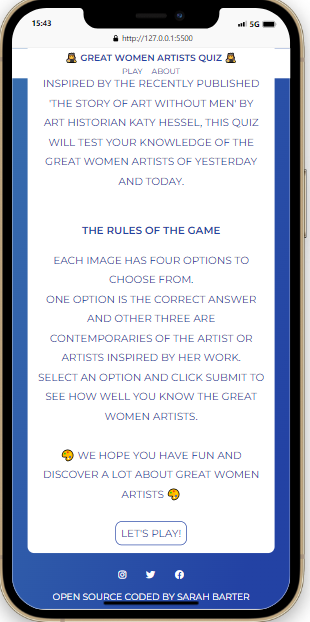 15:43
5G
http://127.0.0.1:5500
GREAT WOMEN ARTISTS QUIZ
PLAY ABOUT
INSPIRED BY THE RECENTLY PUBLISHED
'THE STORY OF ART WITHOUT MEN' BY
ART HISTORIAN KATY HESSEL, THIS QUIZ
WILL TEST YOUR KNOWLEDGE OF THE
GREAT WOMEN ARTISTS OF YESTERDAY
AND TODAY.
THE RULES OF THE GAME
EACH IMAGE HAS FOUR OPTIONS TO
CHOOSE FROM.
ONE OPTION IS THE CORRECT ANSWER
AND OTHER THREE ARE
CONTEMPORARIES OF THE ARTIST OR
ARTISTS INSPIRED BY HER WORK.
SELECT AN OPTION AND CLICK SUBMIT TO
SEE HOW WELL YOU KNOW THE GREAT
WOMEN ARTISTS.
WE HOPE YOU HAVE FUN AND
DISCOVER A LOT ABOUT GREAT WOMEN
ARTISTS
LET'S PLAY!
OPEN SOURCE CODED BY SARAH BARTER